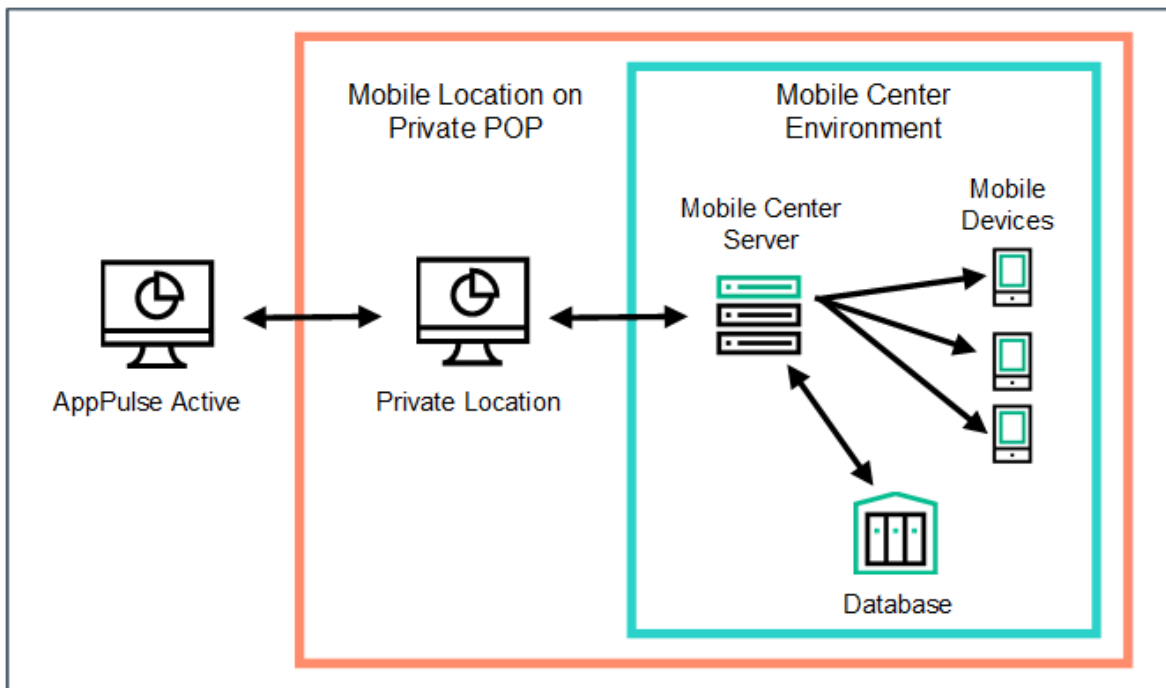 Mobile Location on
Private POP
Mobile Center
Environment
Mobile Center
Server
Mobile
Devices
AppPulse Active
Private Location
Database